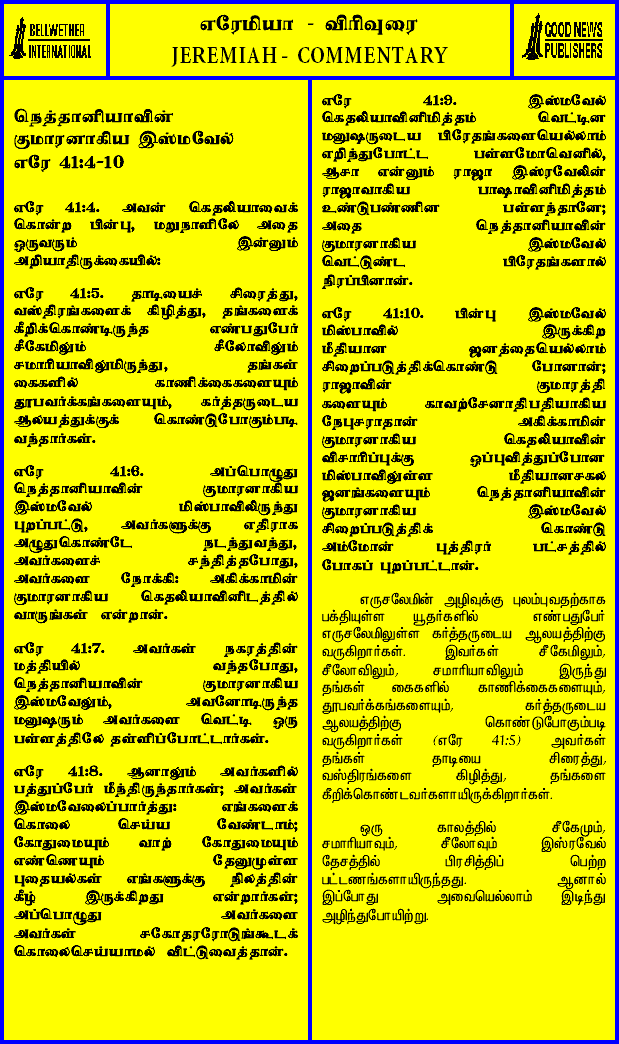 BELLWETHER
INTERNATIONAL
எரேமியா - விரிவுரை
JEREMIAH - COMMENTARY
GOOD NEWS
PUBLISHERS
நெத்தானியாவின்
குமாரனாகிய இஸ்மவேல்
எரே 41:4-10
எரே 41:4. அவன் கெதலியாவைக்
கொன்ற பின்பு, மறுநாளிலே அதை
ஒருவரும் இன்னும்
அறியாதிருக்கையில்:
எரே 41:5. தாடியைச் சிரைத்து,
வஸ்திரங்களைக் கிழித்து, தங்களைக்
கீறிக்கொண்டிருந்த எண்பதுபேர்
சீகேமிலும் சீலோவிலும்
சமாரியாவிலுமிருந்து, தங்கள்
கைகளில் காணிக்கைகளையும்
தூபவர்க்கங்களையும், கர்த்தருடைய
ஆலயத்துக்குக் கொண்டுபோகும்படி
வந்தார்கள்.
எரே 41:6. அப்பொழுது
நெத்தானியாவின் குமாரனாகிய
இஸ்மவேல் மிஸ்பாவிலிருந்து
புறப்பட்டு, அவர்களுக்கு எதிராக
அழுதுகொண்டே நடந்துவந்து,
அவர்களைச் சந்தித்தபோது,
அவர்களை நோக்கி: அகிக்காமின்
குமாரனாகிய கெதலியாவினிடத்தில்
வாருங்கள் என்றான்.
எரே 41:7. அவர்கள் நகரத்தின்
மத்தியில் வந்தபோது,
நெத்தானியாவின் குமாரனாகிய
இஸ்மவேலும், அவனோடிருந்த
மனுஷரும் அவர்களை வெட்டி ஒரு
பள்ளத்திலே தள்ளிப்போட்டார்கள்.
எரே 41:8. ஆனாலும் அவர்களில்
பத்துப்பேர் மீந்திருந்தார்கள்; அவர்கள்
இஸ்மவேலைப்பார்த்து: எங்களைக்
கொலை செய்ய வேண்டாம்;
கோதுமையும் வாற் கோதுமையும்
எண்ணெயும் தேனுமுள்ள
புதையல்கள் எங்களுக்கு நிலத்தின்
கீழ் இருக்கிறது என்றார்கள்;
அப்பொழுது அவர்களை
அவர்கள் சகோதரரோடுங்கூடக்
கொலைசெய்யாமல் விட்டுவைத்தான்.
எரே 41:9. இஸ்மவேல்
கெதலியாவினிமித்தம் வெட்டின
மனுஷருடைய பிரேதங்களையெல்லாம்
எறிந்துபோட்ட பள்ளமோவெனில்,
ஆசா என்னும் ராஜா இஸ்ரவேலின்
ராஜாவாகிய பாஷாவினிமித்தம்
உண்டுபண்ணின பள்ளந்தானே;
அதை நெத்தானியாவின்
குமாரனாகிய இஸ்மவேல்
வெட்டுண்ட பிரேதங்களால்
நிரப்பினான்.
எரே 41:10. பின்பு இஸ்மவேல்
மிஸ்பாவில் இருக்கிற
மீதியான ஜனத்தையெல்லாம்
சிறைப்படுத்திக்கொண்டு போனான்;
ராஜாவின் குமாரத்தி
களையும் காவற்சேனாதிபதியாகிய
நேபுசராதான் அகிக்காமின்
குமாரனாகிய கெதலியாவின்
விசாரிப்புக்கு ஒப்புவித்துப்போன
மிஸ்பாவிலுள்ள மீதியானசகல
ஜனங்களையும் நெத்தானியாவின்
குமாரனாகிய இஸ்மவேல்
சிறைப்படுத்திக் கொண்டு
அம்மோன் புத்திரர் பட்சத்தில்
போகப் புறப்பட்டான்.
எருசலேமின் அழிவுக்கு புலம்புவதற்காக
பக்தியுள்ள யூதர்களில் எண்பதுபேர்
எருசலேமிலுள்ள கர்த்தருடைய ஆலயத்திற்கு
வருகிறார்கள். இவர்கள் சீகேமிலும்,
சீலோவிலும், சமாரியாவிலும் இருந்து
தங்கள் கைகளில் காணிக்கைகளையும்,
தூபவர்க்கங்களையும், கர்த்தருடைய
ஆலயத்திற்கு கொண்டுபோகும்படி
வருகிறார்கள் (எரே 41:5) அவர்கள்
தங்கள் தாடியை சிரைத்து,
வஸ்திரங்களை கிழித்து, தங்களை
கீறிக்கொண்டவர்களாயிருக்கிறார்கள்.
ஒரு காலத்தில் சீகேமும்,
சமாரியாவும், சீலோவும் இஸ்ரவேல்
தேசத்தில் பிரசித்திப் பெற்ற
பட்டணங்களாயிருந்தது. ஆனால்
இப்போது அவையெல்லாம் இடிந்து
அழிந்துபோயிற்று.